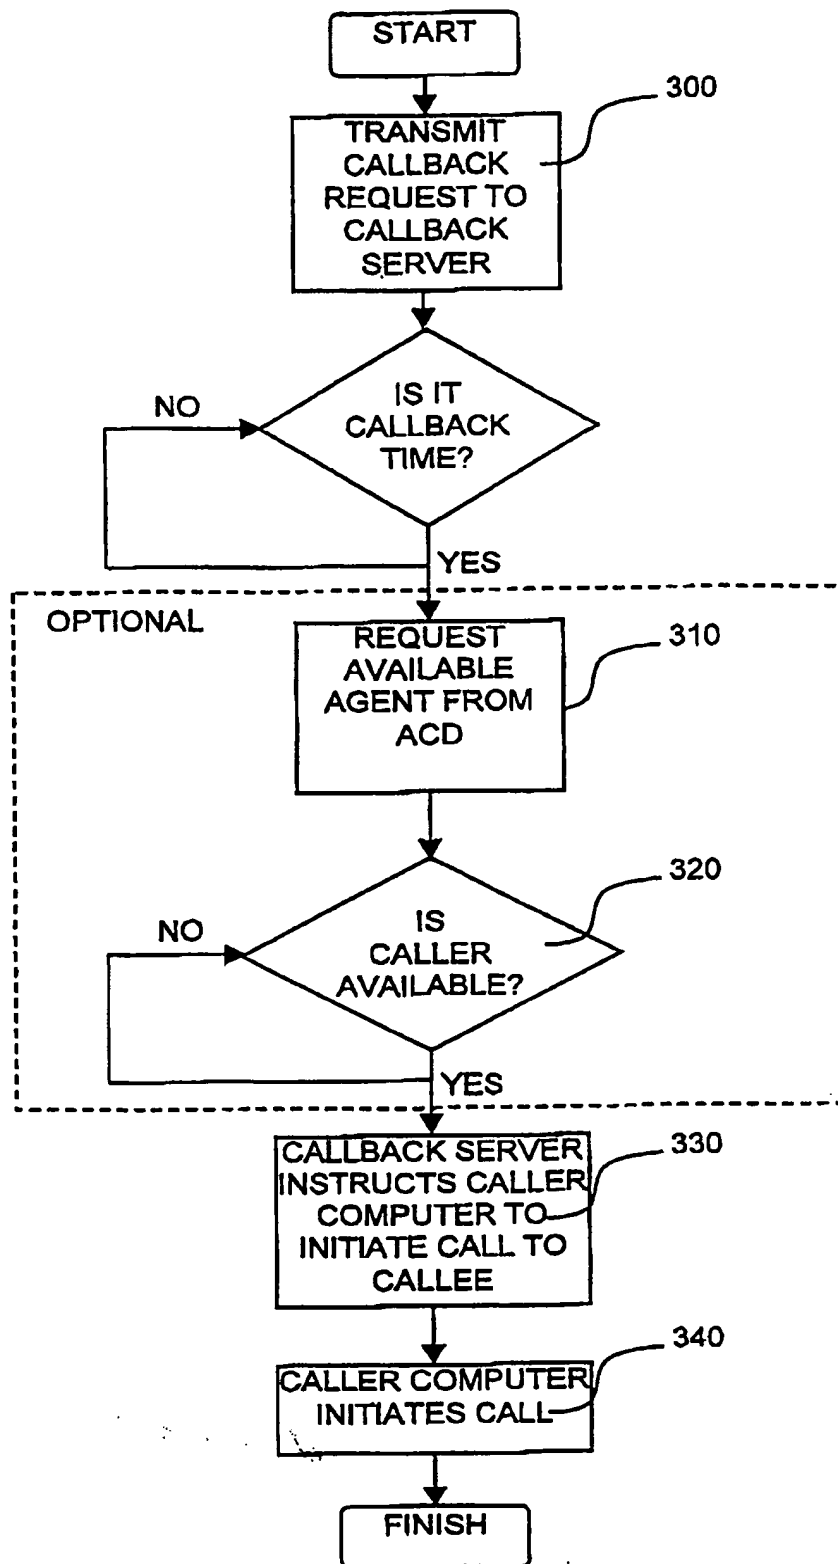 START
300
TRANSMIT
CALLBACK
REQUEST TO
CALLBACK
SERVER
IS IT
CALLBACK
TIME?
NO
YES
OPTIONAL
310
REQUEST
AVAILABLE
AGENT FROM
ACD
320
IS
CALLER
AVAILABLE?
NO
YES
330
CALLBACK SERVER
INSTRUCTS CALLER
COMPUTER TO
INITIATE CALL TO
CALLEE
340
CALLER COMPUTER
INITIATES CALL
FINISH